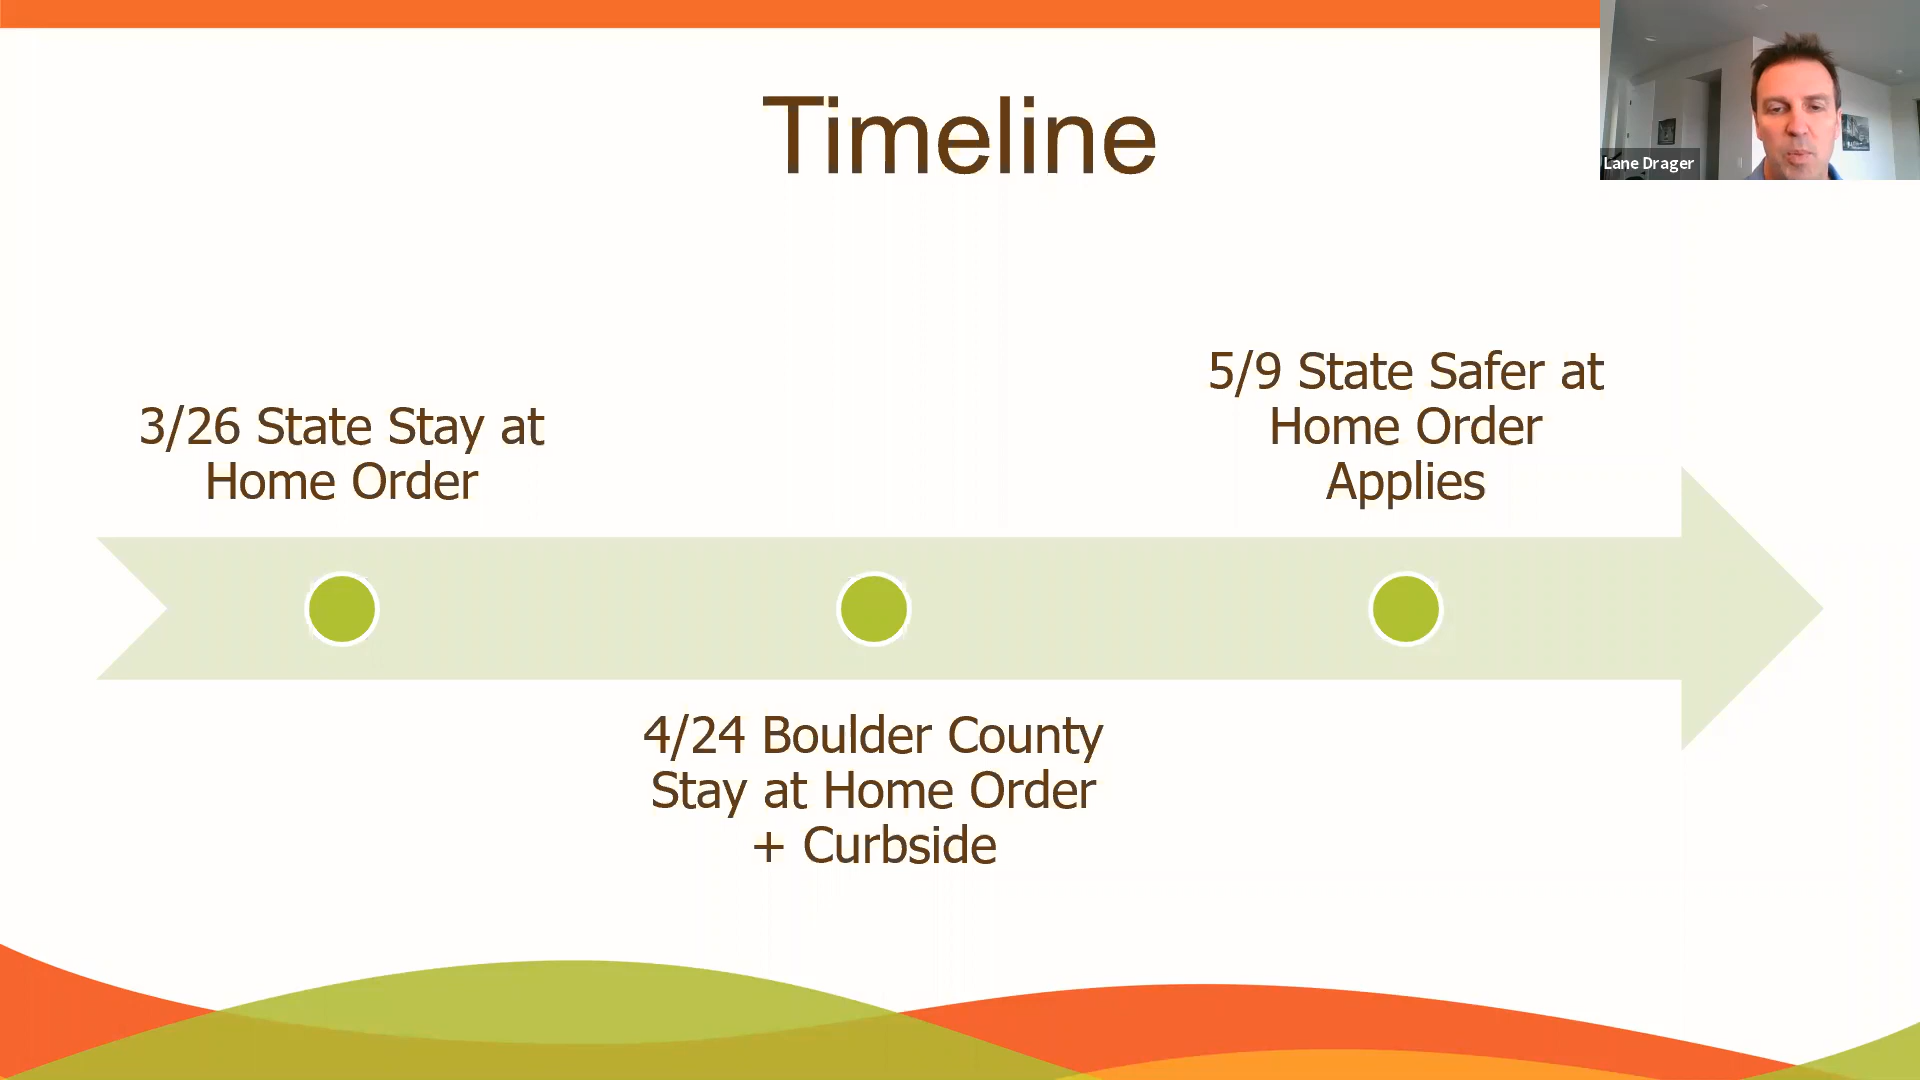 Timeline
Lane Drager
3/26 State Stay at
Home Order
4/24 Boulder County
Stay at Home Order
+ Curbside
5/9 State Safer at
Home Order
Applies